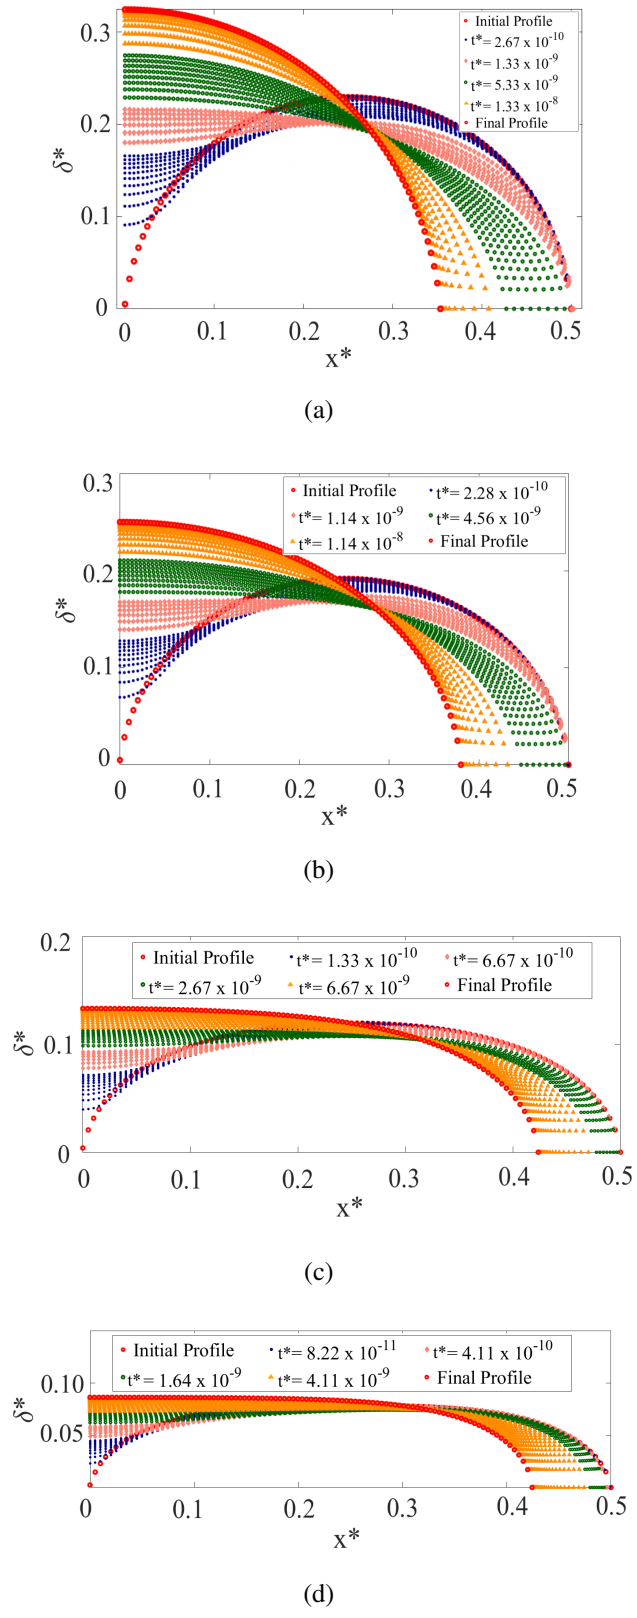 0.3
0.2
0.1
0
δ*
Initial Profile
t*= 2.67 x 10-10
t*= 1.33 x 10-9
t*= 5.33 x 10-9
t*= 1.33 x 10-8
Final Profile
0 0.1 0.2 0.3 0.4 0.5
x*
(a)
0.3
0.2
0.1
0
δ*
Initial Profile t*= 2.28 x 10-10
t*= 1.14 x 10-9 t*= 4.56 x 10-9
t*= 1.14 x 10-8 Final Profile
0 0.1 0.2 0.3 0.4 0.5
x*
(b)
0.2
0.1
0
δ*
Initial Profile t*= 1.33 x 10-10 t*= 6.67 x 10-10
t*= 2.67 x 10-9 t*= 6.67 x 10-9 Final Profile
0 0.1 0.2 0.3 0.4 0.5
x*
(c)
0.10
0.05
δ*
Initial Profile t*= 8.22 x 10-11 t*= 4.11 x 10-10
t*= 1.64 x 10-9 t*= 4.11 x 10-9 Final Profile
0 0.1 0.2 0.3 0.4 0.5
x*
(d)